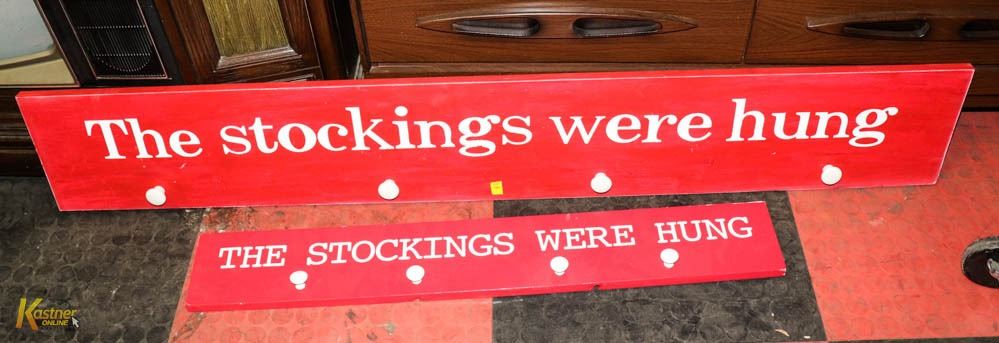 The stockings were hung
THE STOCKINGS WERE HUNG
Kastner
ONLINE